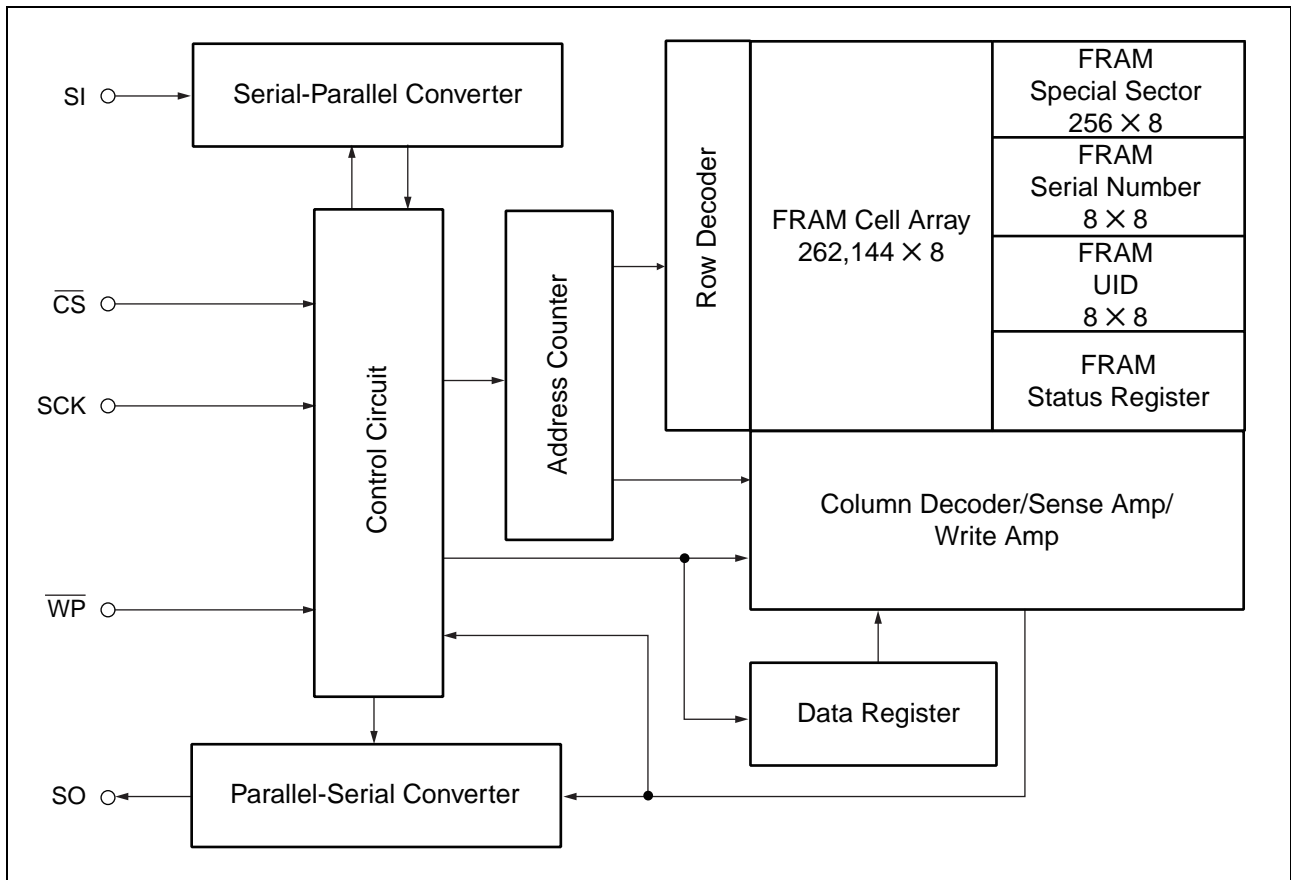 SI
Serial-Parallel Converter
CS
SCK
WP
SO
Control Circuit
Address Counter
Row Decoder
FRAM Cell Array
262,144 × 8
FRAM
Special Sector
256 × 8
FRAM
Serial Number
8 × 8
FRAM
UID
8 × 8
FRAM
Status Register
Column Decoder/Sense Amp/
Write Amp
Data Register
Parallel-Serial Converter